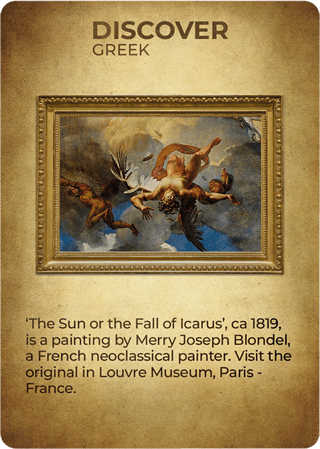 DISCOVER
GREEK
‘The Sun or the Fall of Icarus’, ca 1819,
is a painting by Merry Joseph Blondel,
a French neoclassical painter. Visit the
original in Louvre Museum, Paris -
France.